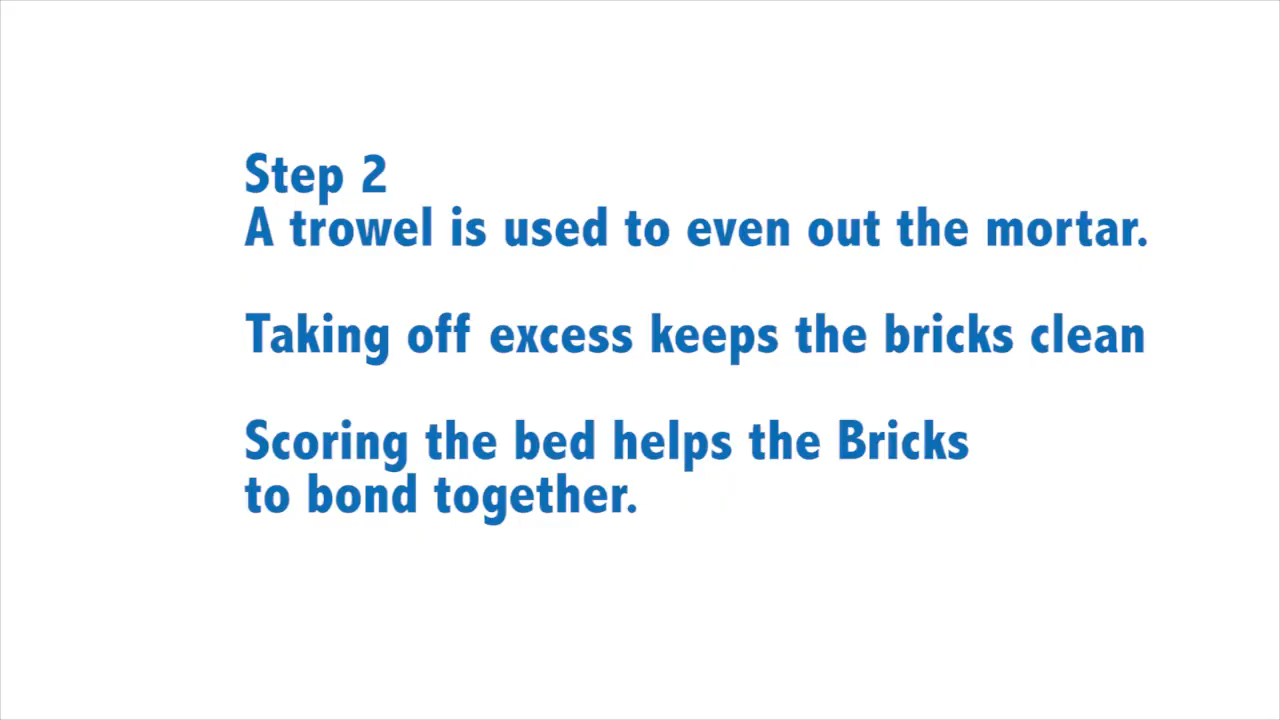 Step 2
A trowel is used to even out the mortar.
Taking off excess keeps the bricks clean
Scoring the bed helps the Bricks
to bond together.